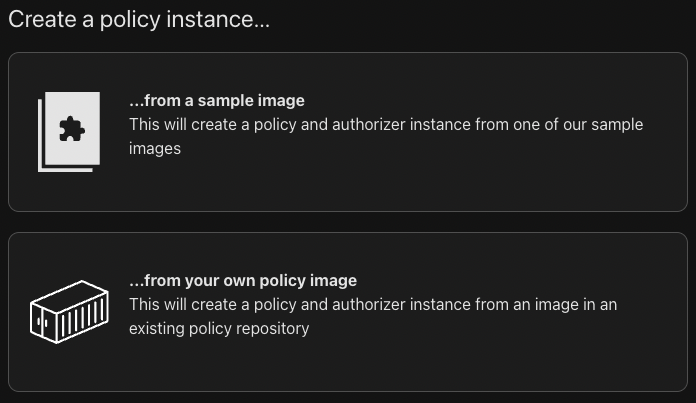 Create a policy instance...
...from a sample image
This will create a policy and authorizer instance from one of our sample
images
...from your own policy image
This will create a policy and authorizer instance from an image in an
existing policy repository